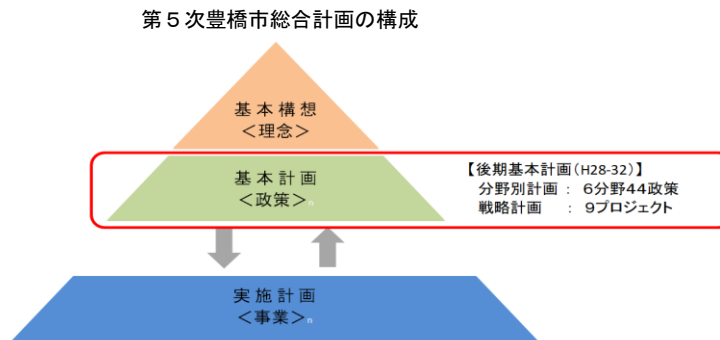 第５次豊橋市総合計画の構成
基本構想
＜理念＞
基本計画
＜政策＞。
【後期基本計画(H28-32)】
分野別計画 ： 6分野44政策
戦略計画 ： 9プロジェクト
実施計画
＜事業＞。